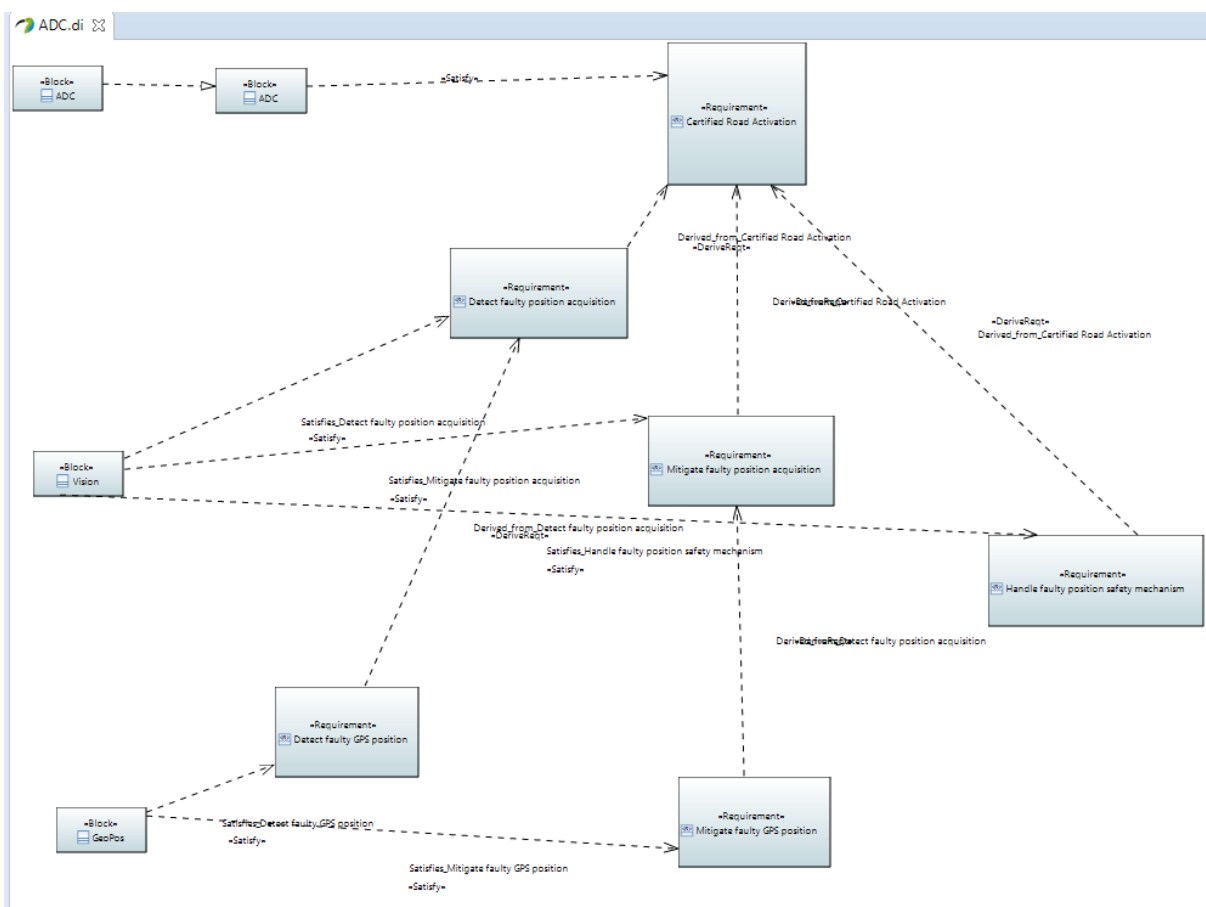 ADC.di
«Block»
ADC
«Block»
ADC
«Satisfy»
«Requirement»
Certified Road Activation
Derived_from_Certified Road Activation
«DeriveReqt»
«Requirement»
Detect faulty position acquisition
Derived_from_Certified Road Activation
«DeriveReqt»
Derived_from_Certified Road Activation
Satisfies_Detect faulty position acquisition
«Satisfy»
«Requirement»
Mitigate faulty position acquisition
«Block»
Vision
Satisfies_Mitigate faulty position acquisition
«Satisfy»
Derived_from_Detect faulty position acquisition
«DeriveReqt»
Satisfies_Handle faulty position safety mechanism
«Satisfy»
«Requirement»
Handle faulty position safety mechanism
Derived_from_Detect faulty position acquisition
«Requirement»
Detect faulty GPS position
«Block»
GeoPos
Satisfies_Detect faulty GPS position
«Satisfy»
«Requirement»
Mitigate faulty GPS position
Satisfies_Mitigate faulty GPS position
«Satisfy»